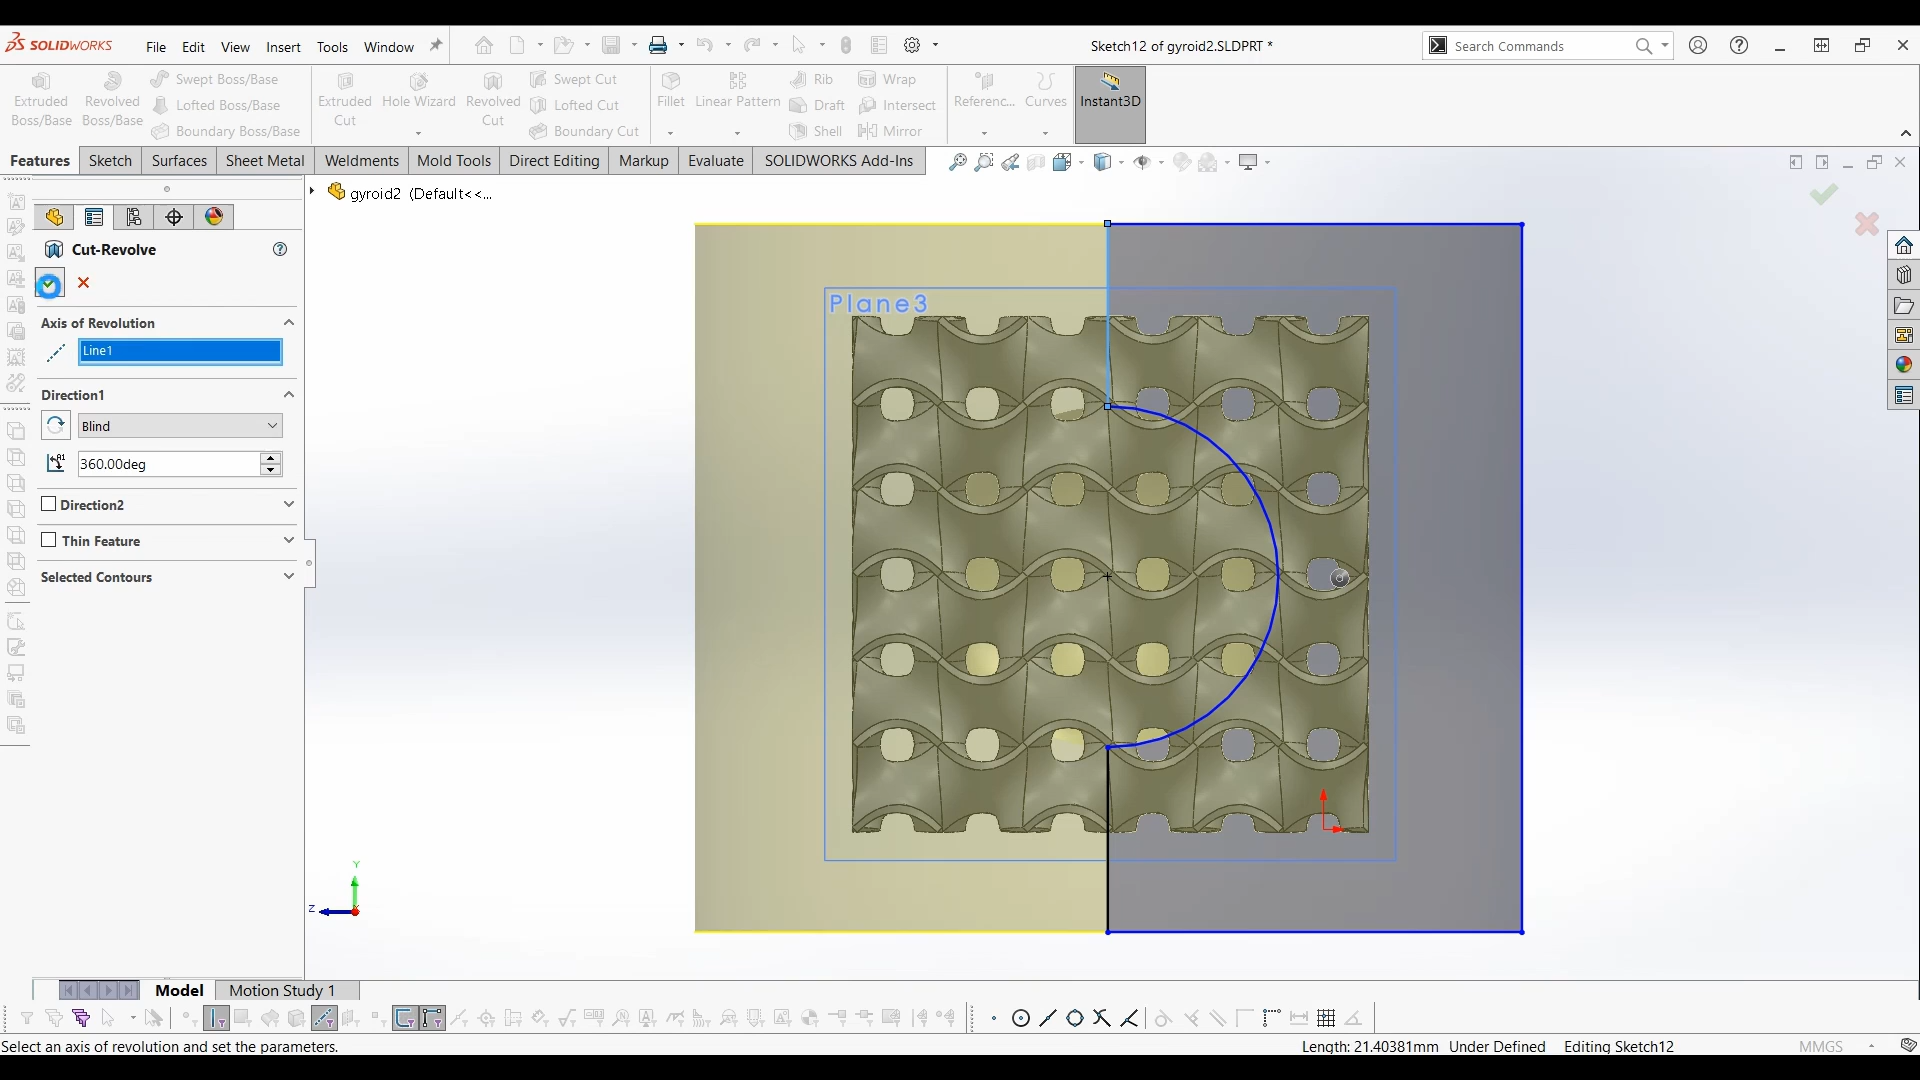 SOLIDWORKS
File Edit View Insert Tools Window
Sketch12 of gyroid2.SLDPRT *
Search Commands
Extruded Boss/Base
Revolved Boss/Base
Swept Boss/Base
Lofted Boss/Base
Boundary Boss/Base
Extruded Cut
Hole Wizard
Revolved Cut
Swept Cut
Lofted Cut
Boundary Cut
Fillet
Linear Pattern
Rib
Draft
Shell
Wrap
Intersect
Mirror
Referenc...
Curves
Instant3D
Features Sketch Surfaces Sheet Metal Weldments Mold Tools Direct Editing Markup Evaluate SOLIDWORKS Add-Ins
gyroid2 (Default<<...
Cut-Revolve
Axis of Revolution
Line1
Direction1
Blind
360.00deg
Direction2
Thin Feature
Selected Contours
Plane3
Y
Z
Model Motion Study 1
Select an axis of revolution and set the parameters.
Length: 21.40381mm Under Defined Editing Sketch12 MMGS